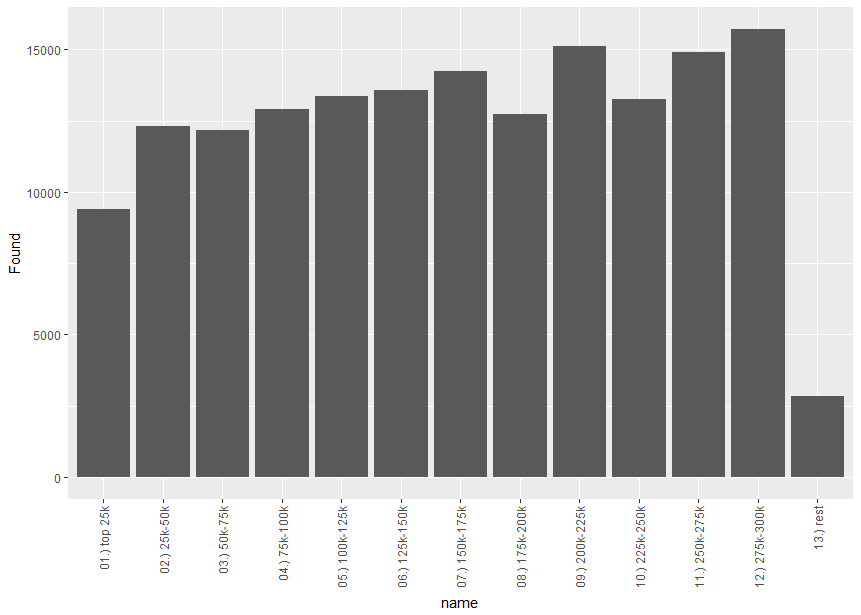 15000
10000
5000
0
Found
01.) top 25k
02.) 25k-50k
03.) 50k-75k
04.) 75k-100k
05.) 100k-125k
06.) 125k-150k
07.) 150k-175k
08.) 175k-200k
09.) 200k-225k
10.) 225k-250k
11.) 250k-275k
12.) 275k-300k
13.) rest
name